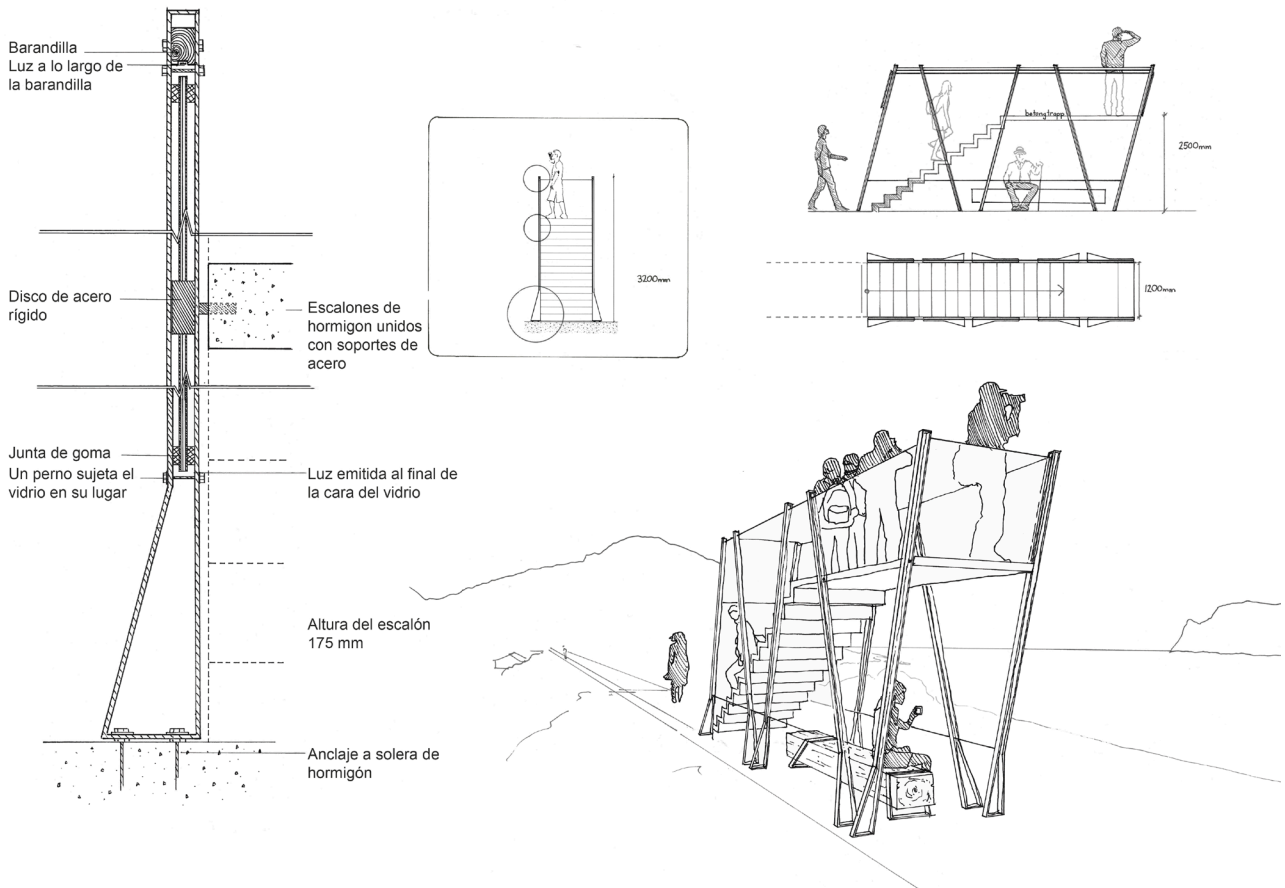 Barandilla
Luz a lo largo de
la barandilla
Disco de acero
rígido
Escalones de
hormigon unidos
con soportes de
acero
Junta de goma
Un perno sujeta el
vidrio en su lugar
Luz emitida al final de
la cara del vidrio
Altura del escalón
175 mm
Anclaje a solera de
hormigón
3200mm
betongtrapp
2500mm
1200mm